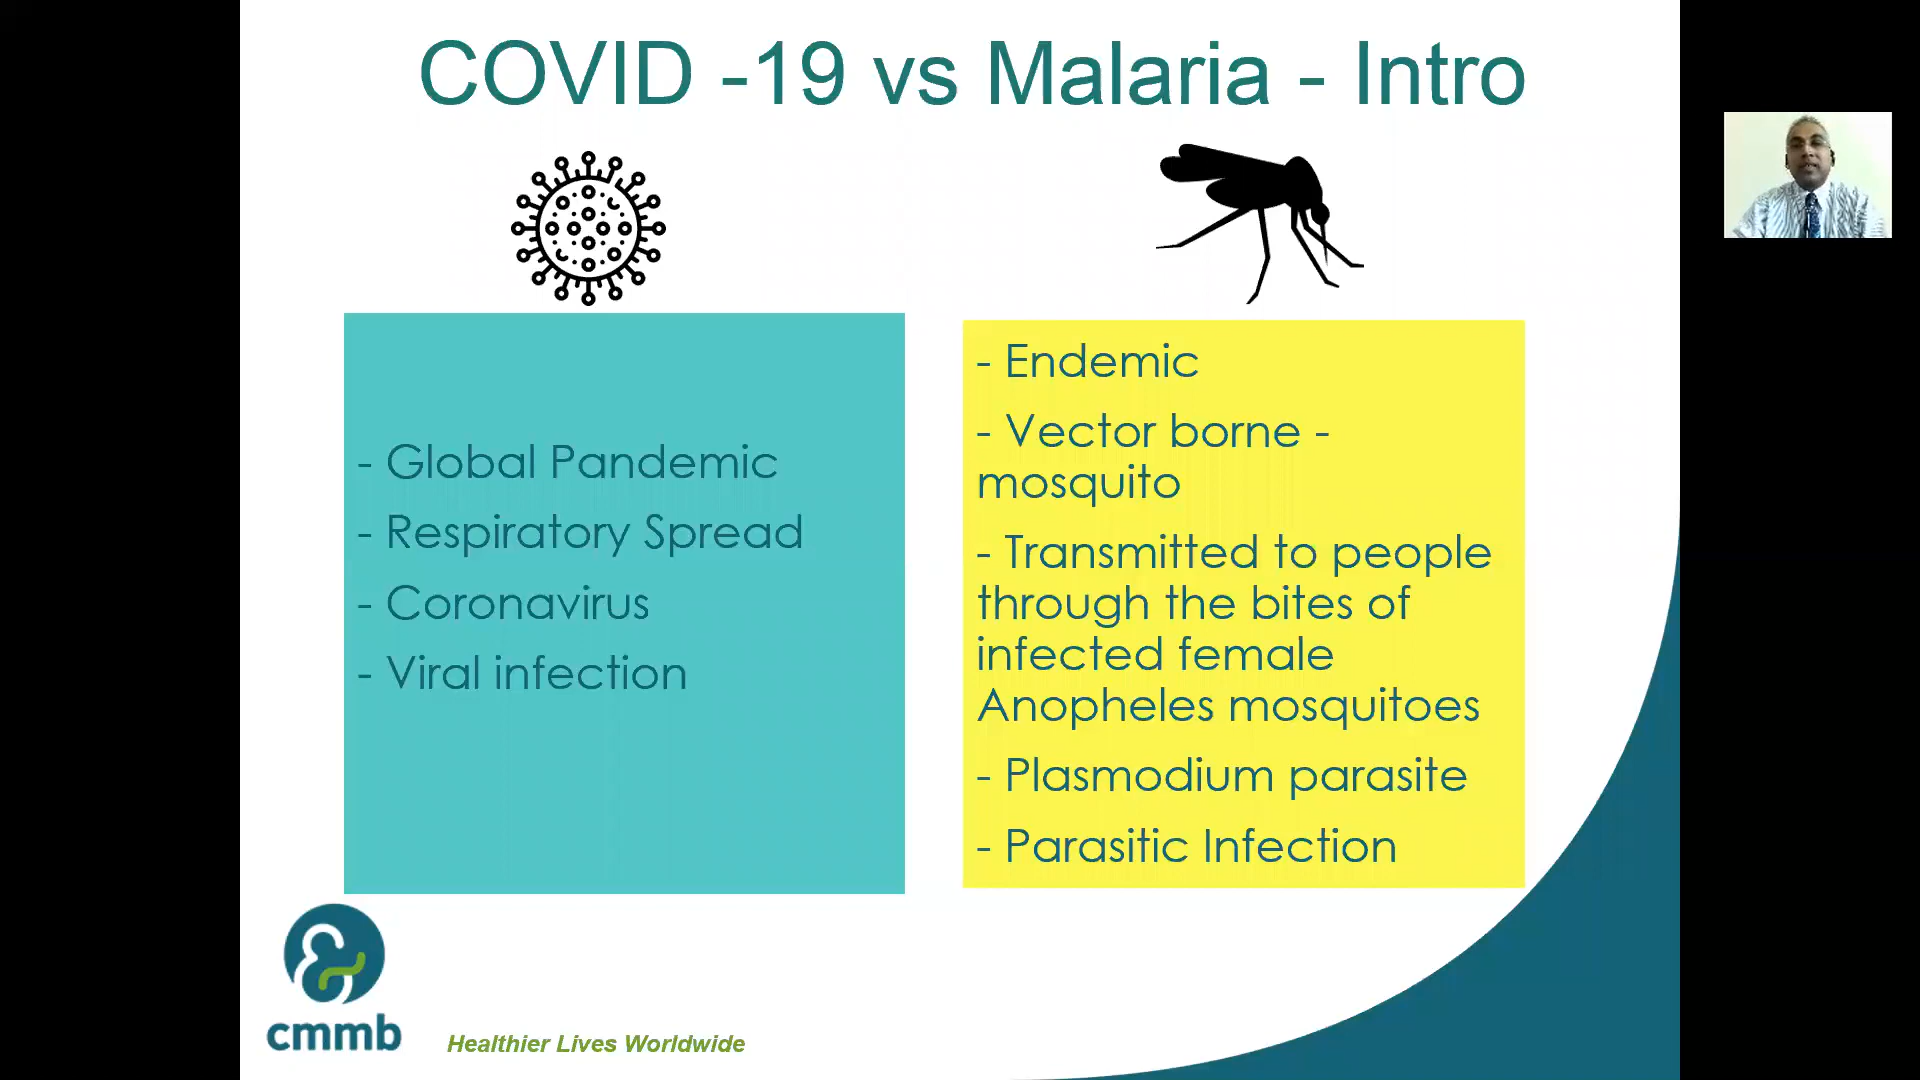 COVID -19 vs Malaria - Intro
- Global Pandemic
- Respiratory Spread
- Coronavirus
- Viral infection
- Endemic
- Vector borne -
mosquito
- Transmitted to people
through the bites of
infected female
Anopheles mosquitoes
- Plasmodium parasite
- Parasitic Infection
cmmb
Healthier Lives Worldwide